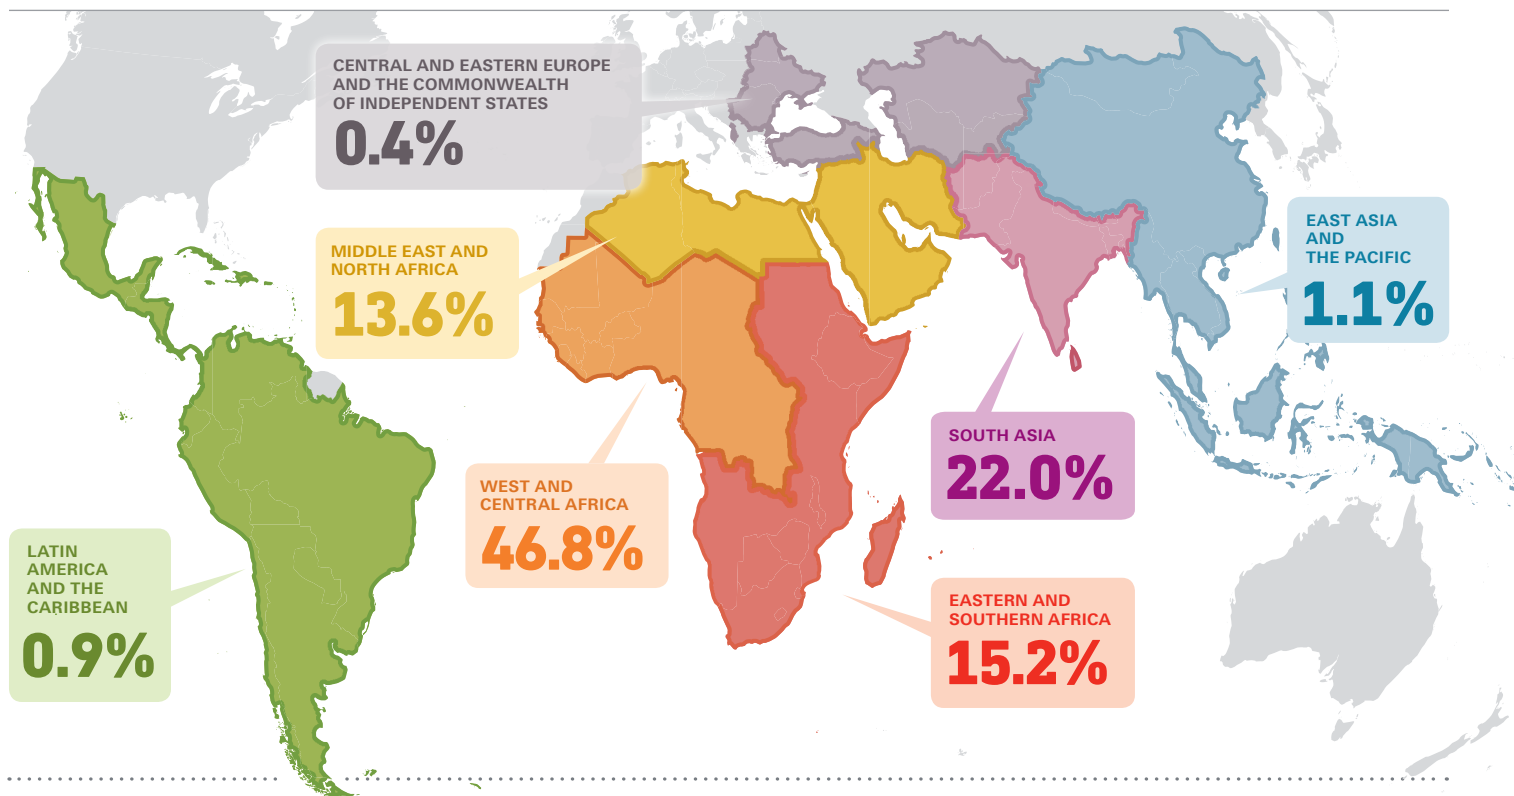 CENTRAL AND EASTERN EUROPE
AND THE COMMONWEALTH
OF INDEPENDENT STATES
0.4%
MIDDLE EAST AND
NORTH AFRICA
13.6%
EAST ASIA
AND
THE PACIFIC
1.1%
SOUTH ASIA
22.0%
WEST AND
CENTRAL AFRICA
46.8%
LATIN
AMERICA
AND THE
CARIBBEAN
0.9%
EASTERN AND
SOUTHERN AFRICA
15.2%